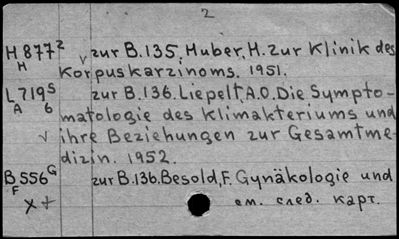 2
H 877² √ zur B.135, Huber, H. Zur Klinik des
H Korpuskarzinoms. 1951.
L 719⁵ zur B.136. Liepelt, A.O. Die Sympto-
A 6 matologie des Klimakteriums und
√ ihre Beziehungen zur Gesamtme-
dizin. 1952.
B 556ᴳ zur B.136. Besold, F. Gynäkologie und
F
см. след. карт.